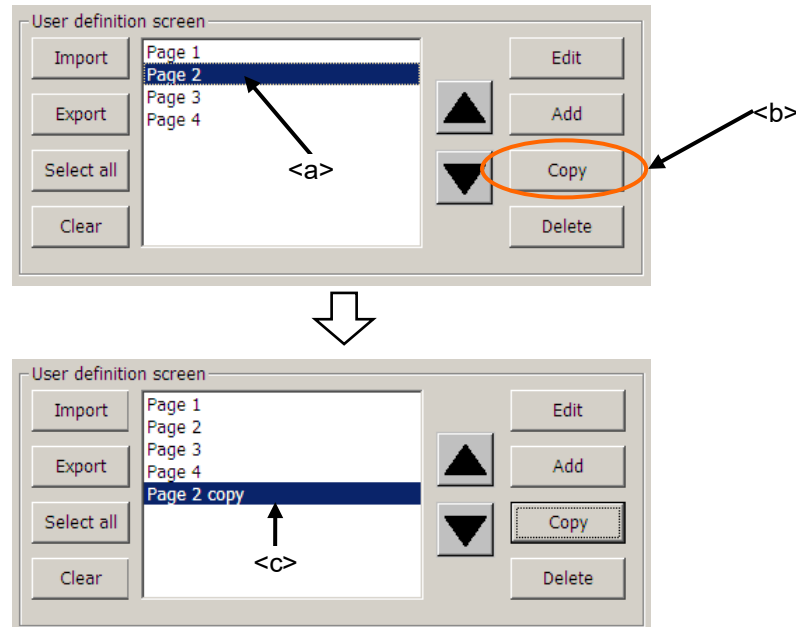 User definition screen
Import
Page 1
Edit
Page 2
Page 3
Export
Page 4
Add
<b>
Select all
<a>
Copy
Clear
Delete
User definition screen
Import
Page 1
Edit
Page 2
Page 3
Export
Page 4
Add
Page 2 copy
Select all
Copy
<c>
Clear
Delete